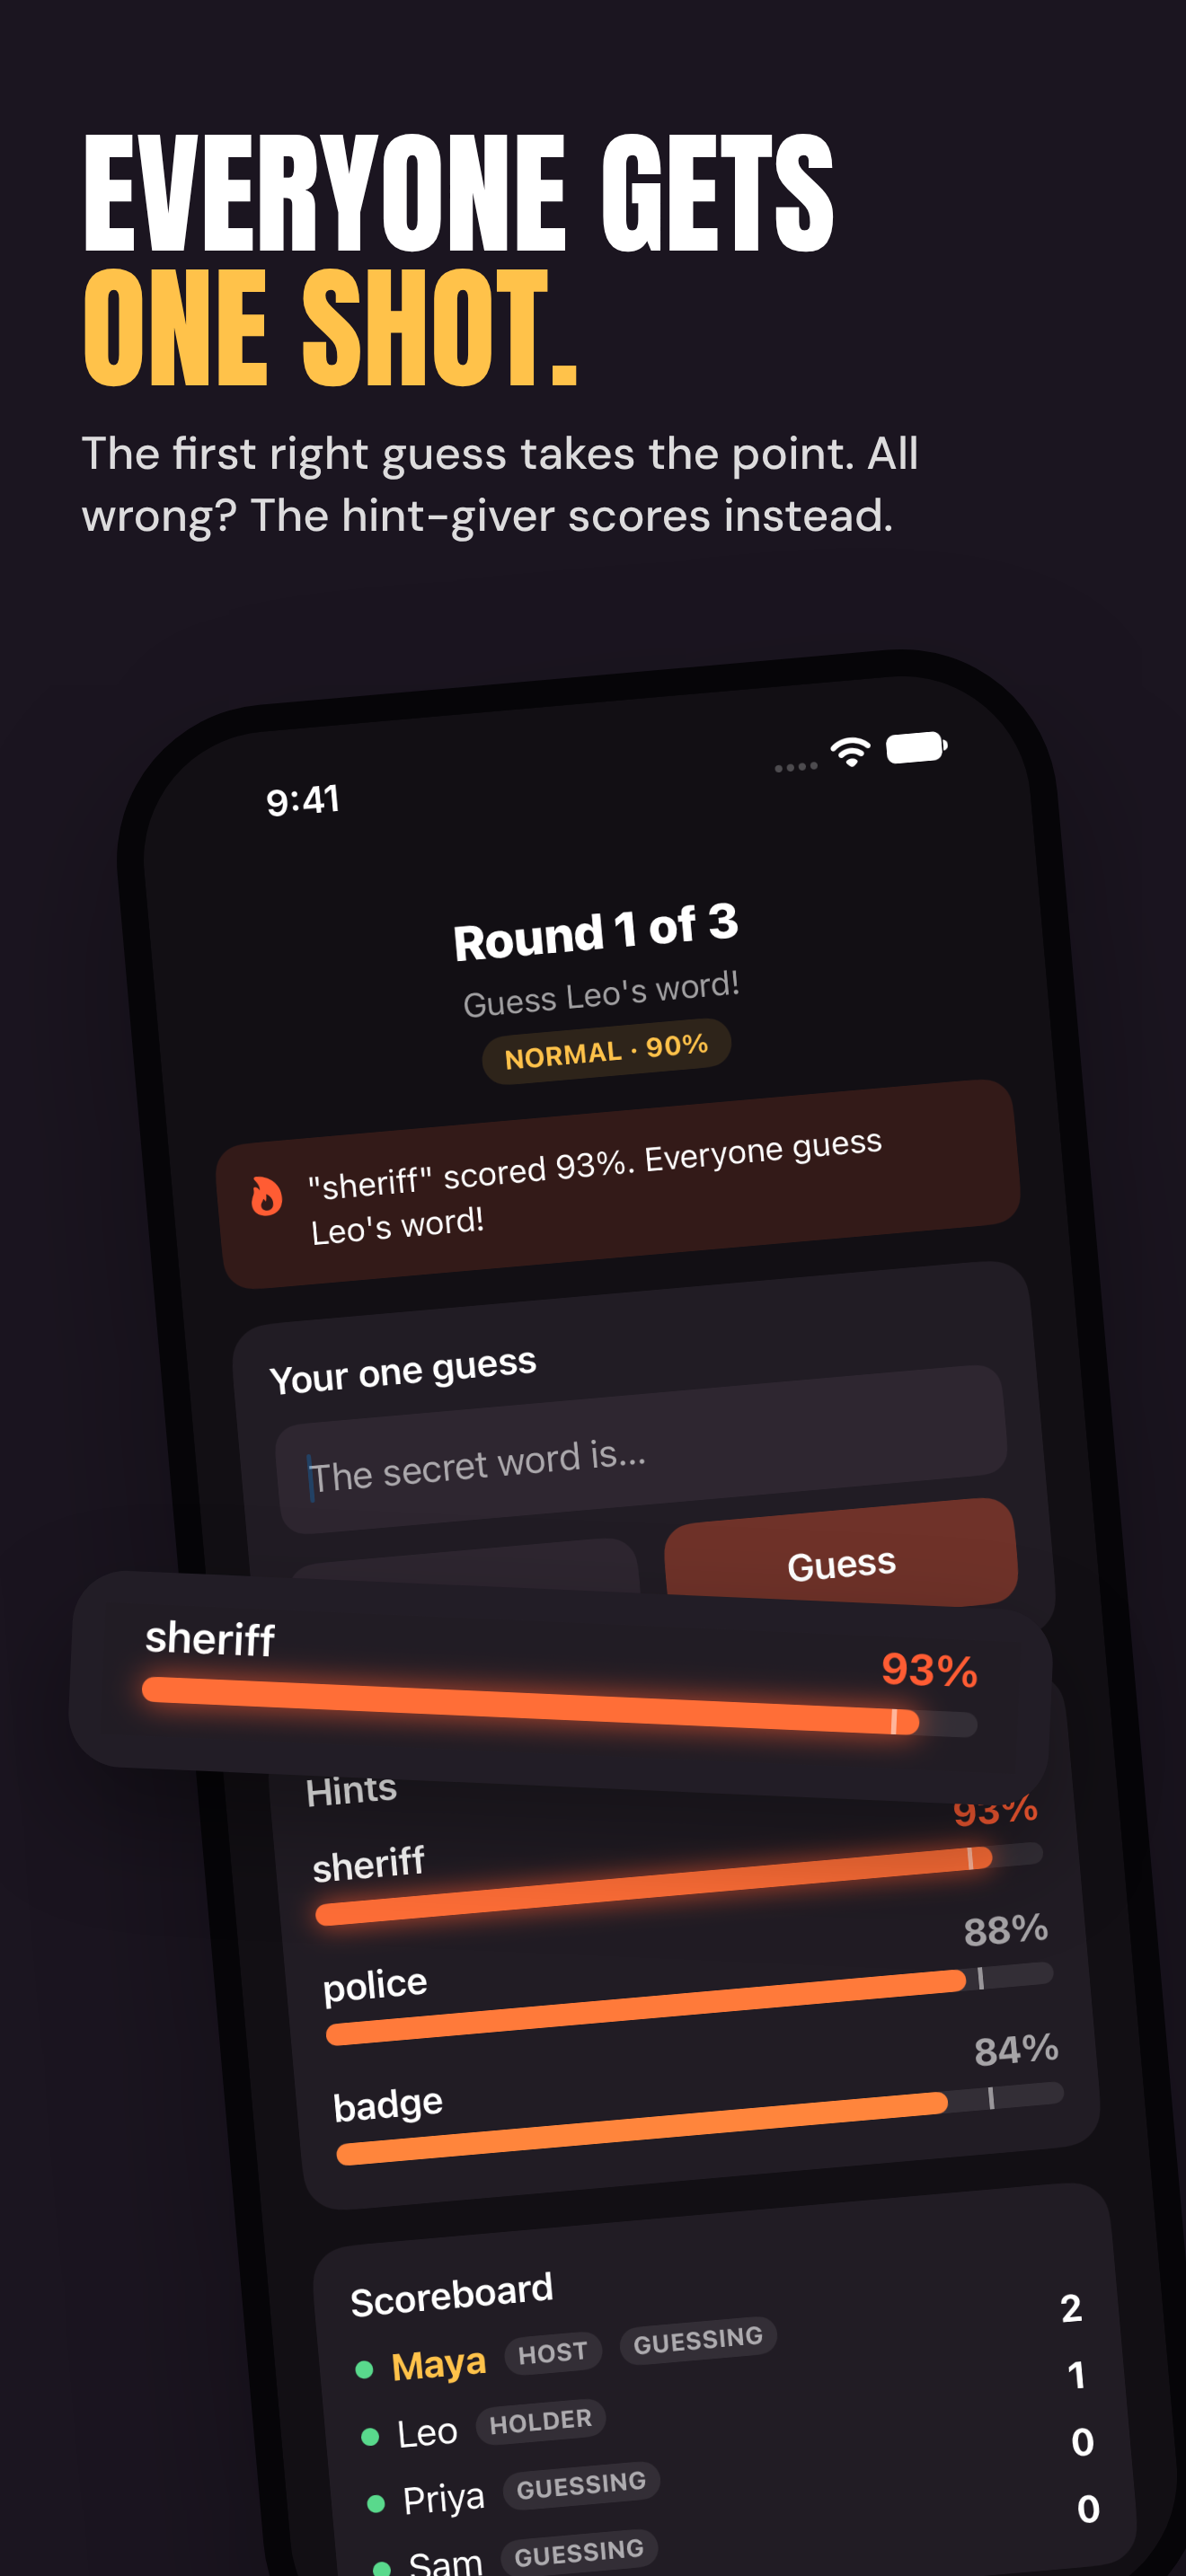 EVERYONE GETS
ONE SHOT.
The first right guess takes the point. All
wrong? The hint-giver scores instead.
9:41
Round 1 of 3
Guess Leo's word!
NORMAL · 90%
"sheriff" scored 93%. Everyone guess
Leo's word!
Your one guess
The secret word is...
Guess
sheriff 93%
Hints
sheriff 93%
police 88%
badge 84%
Scoreboard
Maya HOST GUESSING 2
Leo HOLDER 1
Priya GUESSING 0
Sam GUESSING 0